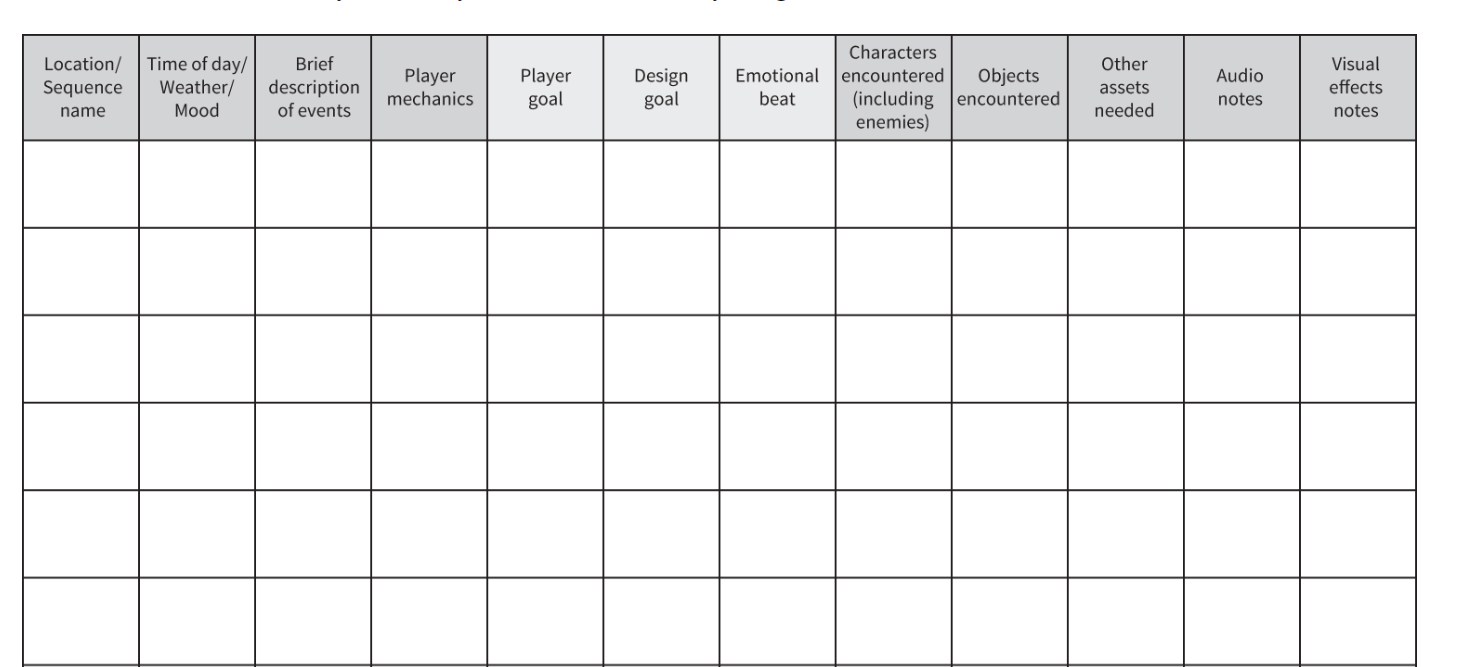 Location/
Sequence
name
Time of day/
Weather/
Mood
Brief
description
of events
Player
mechanics
Player
goal
Design
goal
Emotional
beat
Characters
encountered
(including
enemies)
Objects
encountered
Other
assets
needed
Audio
notes
Visual
effects
notes